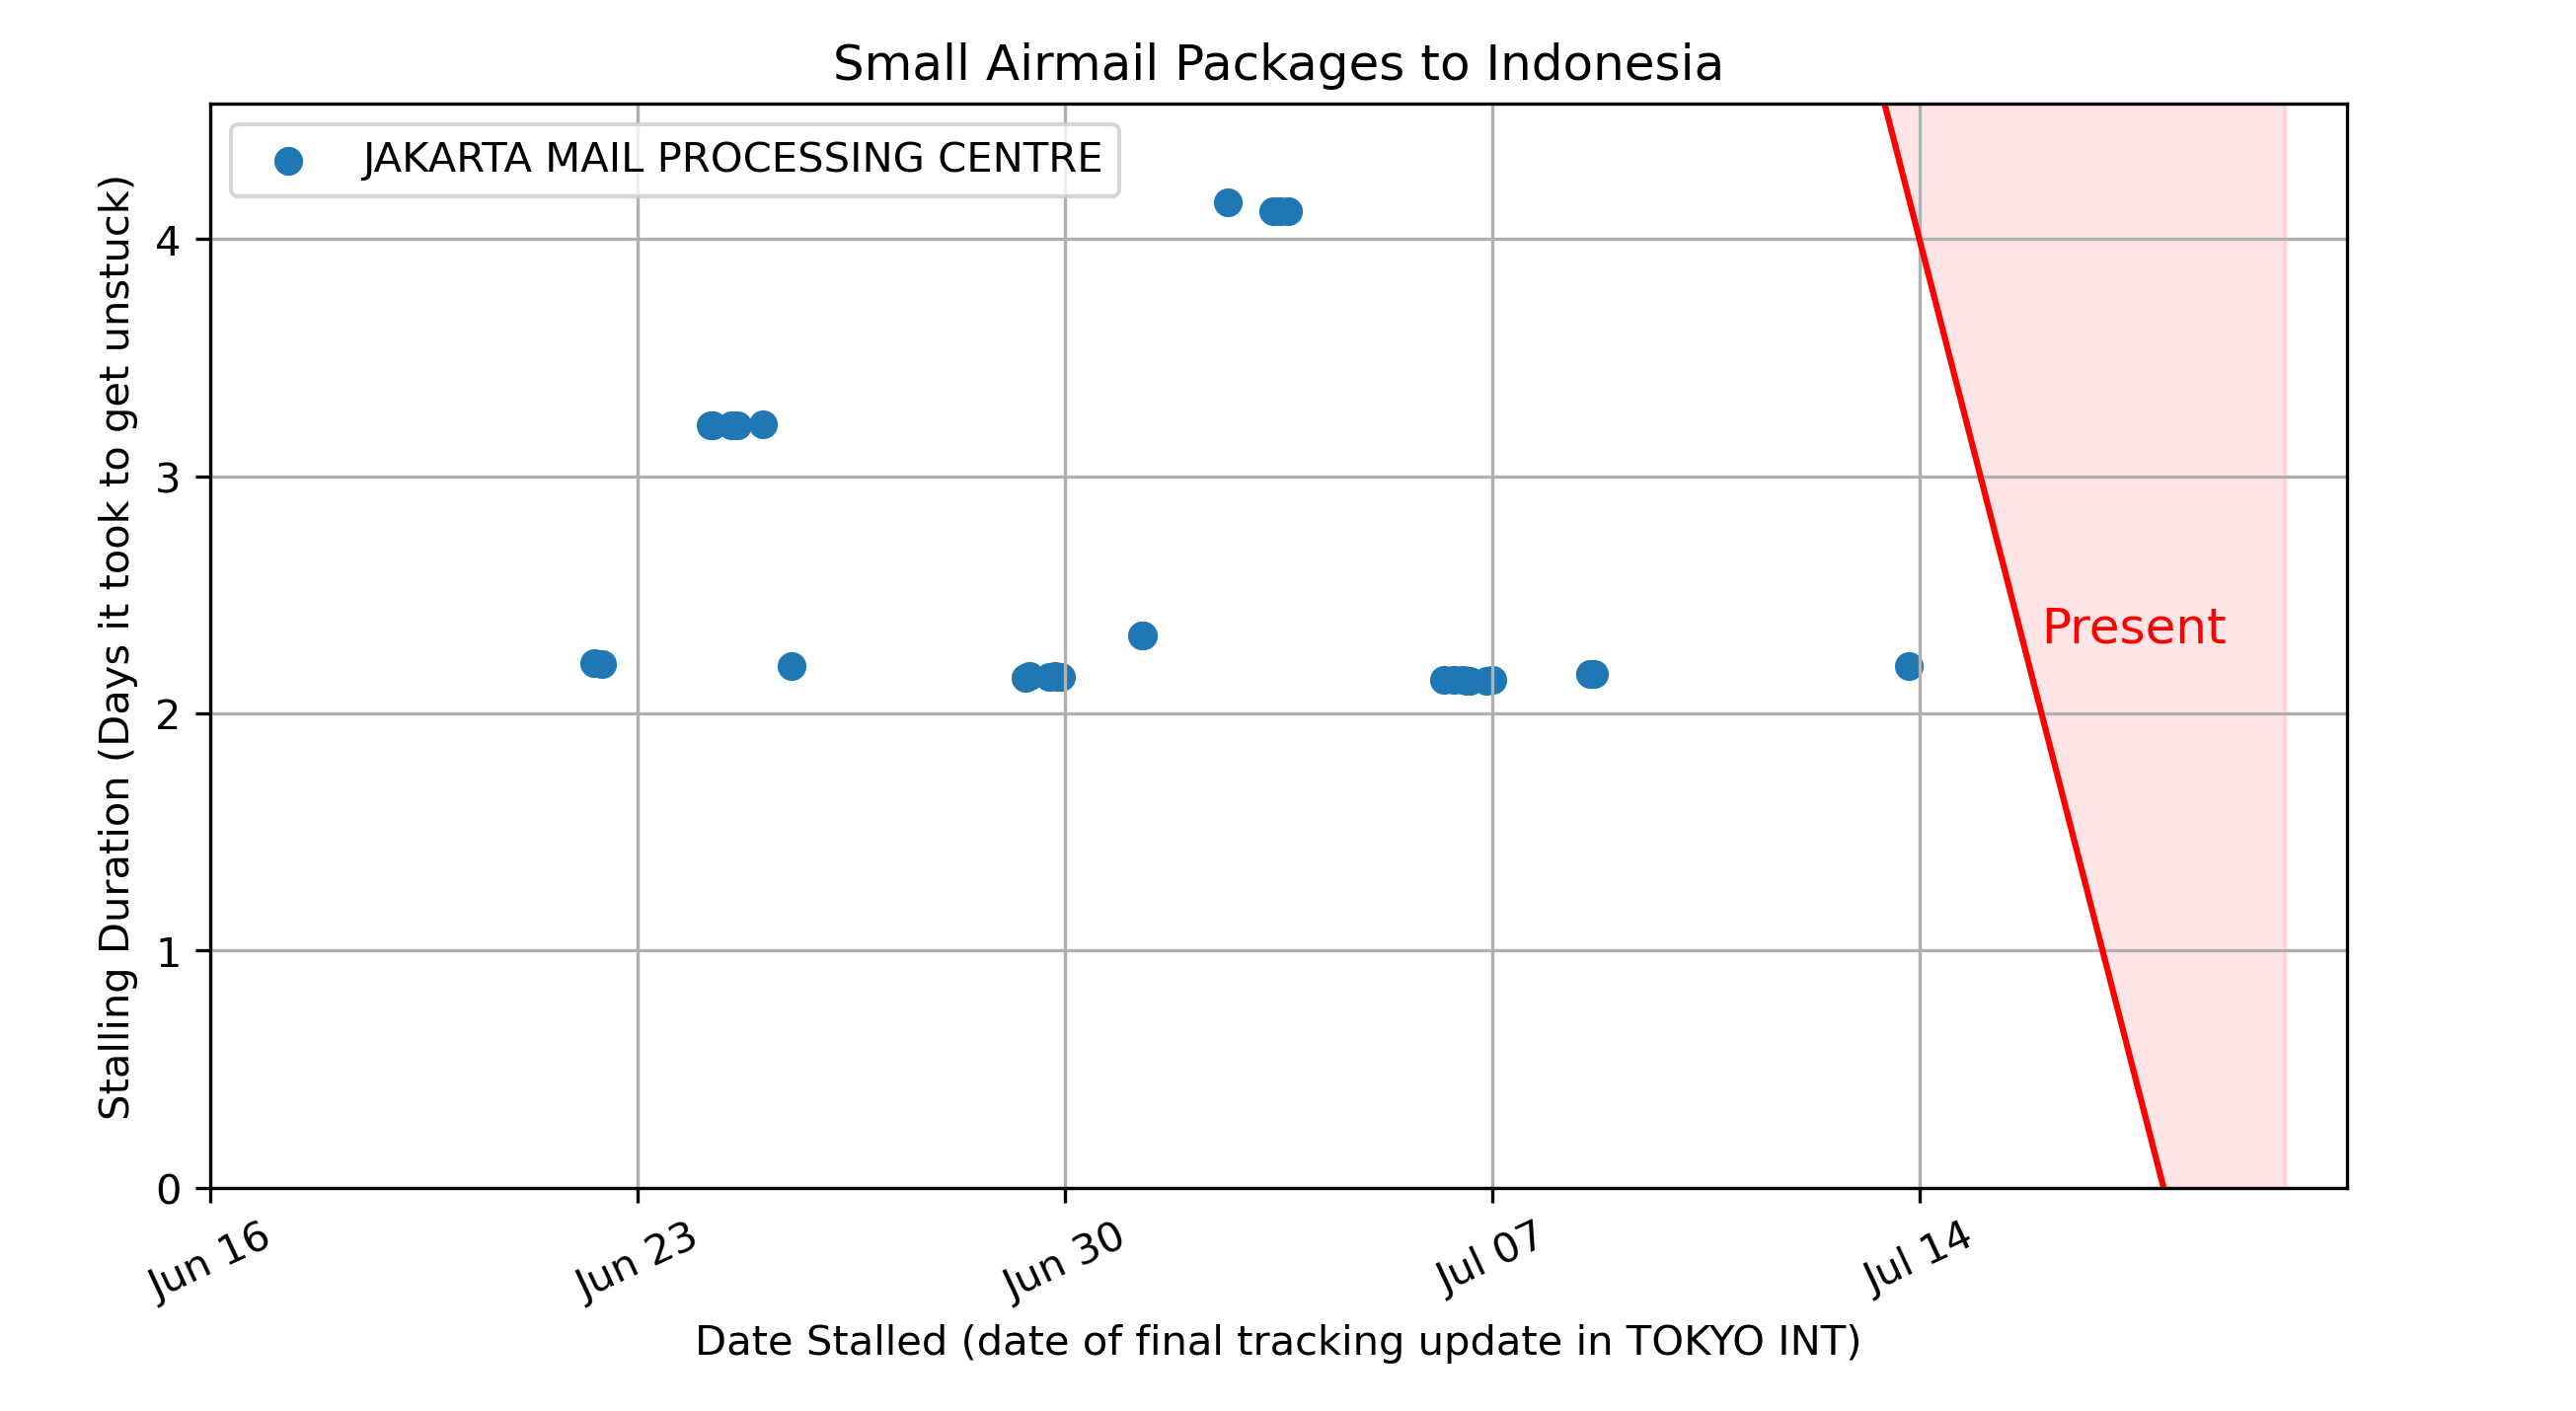 Small Airmail Packages to Indonesia
JAKARTA MAIL PROCESSING CENTRE
Stalling Duration (Days it took to get unstuck)
4
3
2
1
0
Present
Jun 16
Jun 23
Jun 30
Jul 07
Jul 14
Date Stalled (date of final tracking update in TOKYO INT)